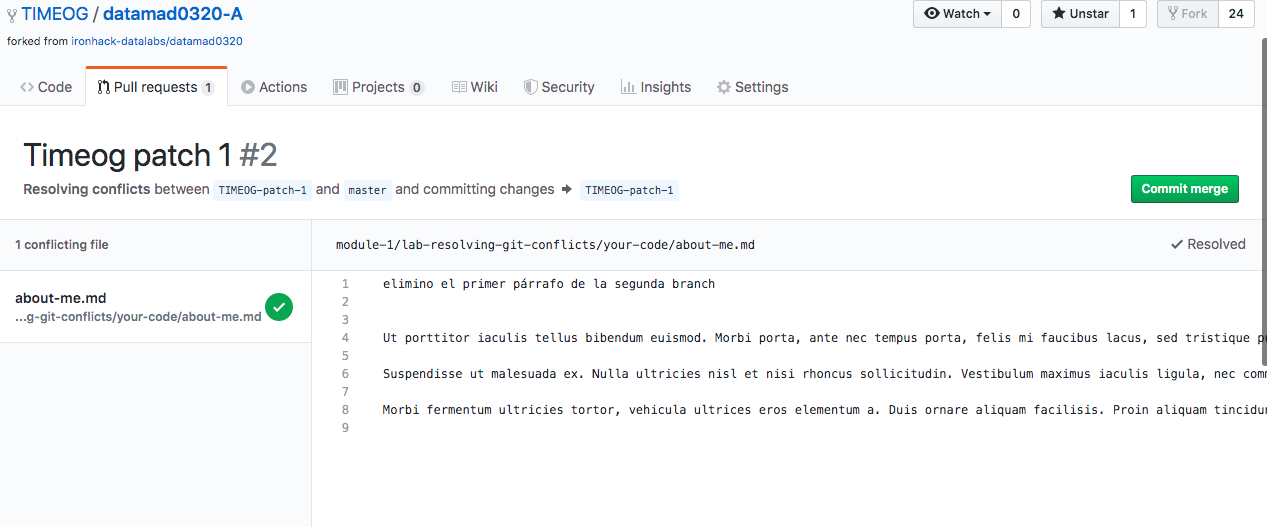 TIMEOG / datamad0320-A
Watch 0 Unstar 1 Fork 24
forked from ironhack-datalabs/datamad0320
Code Pull requests 1 Actions Projects 0 Wiki Security Insights Settings
Timeog patch 1 #2
Resolving conflicts between TIMEOG-patch-1 and master and committing changes → TIMEOG-patch-1
Commit merge
1 conflicting file
module-1/lab-resolving-git-conflicts/your-code/about-me.md
Resolved
about-me.md
...g-git-conflicts/your-code/about-me.md
1 elimino el primer párrafo de la segunda branch
2
3
4 Ut porttitor iaculis tellus bibendum euismod. Morbi porta, ante nec tempus porta, felis mi faucibus lacus, sed tristique
5
6 Suspendisse ut malesuada ex. Nulla ultricies nisl et nisi rhoncus sollicitudin. Vestibulum maximus iaculis ligula, nec
7
8 Morbi fermentum ultricies tortor, vehicula ultrices eros elementum a. Duis ornare aliquam facilisis. Proin aliquam
9